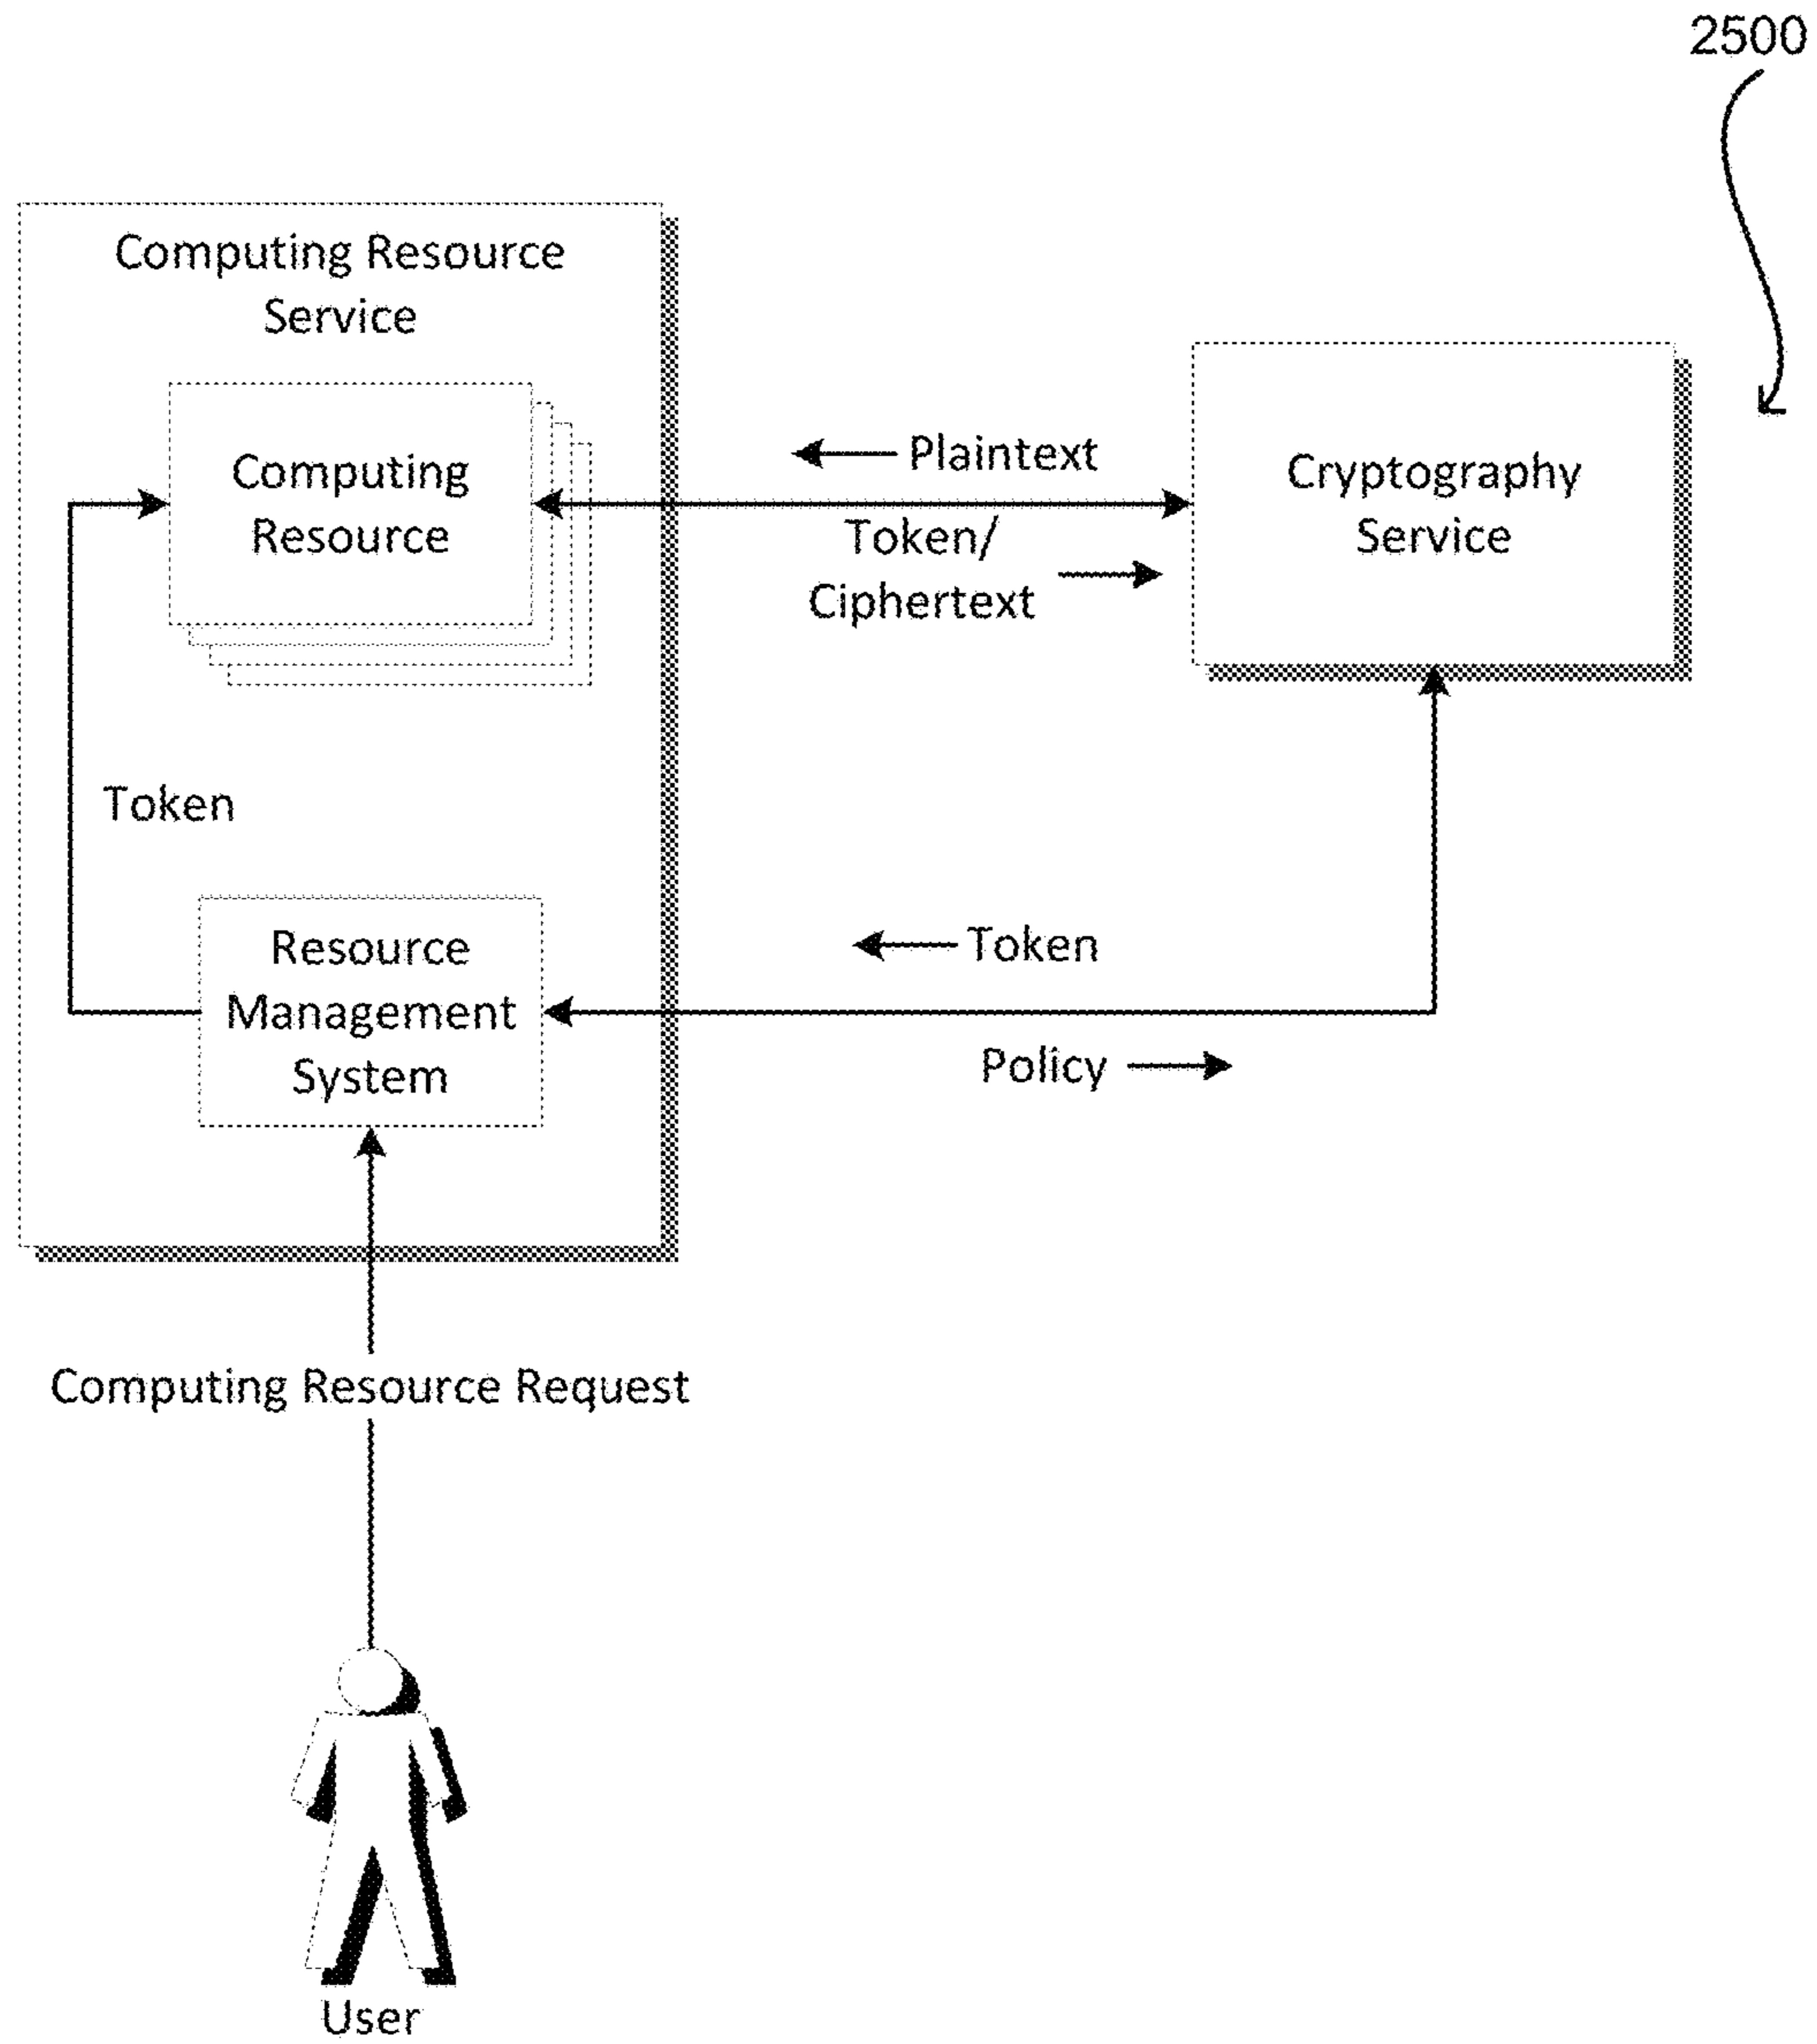 2500
Computing Resource
Service
Computing
Resource
Plaintext
Token/
Ciphertext
Cryptography
Service
Token
Resource
Management
System
Token
Policy
Computing Resource Request
User